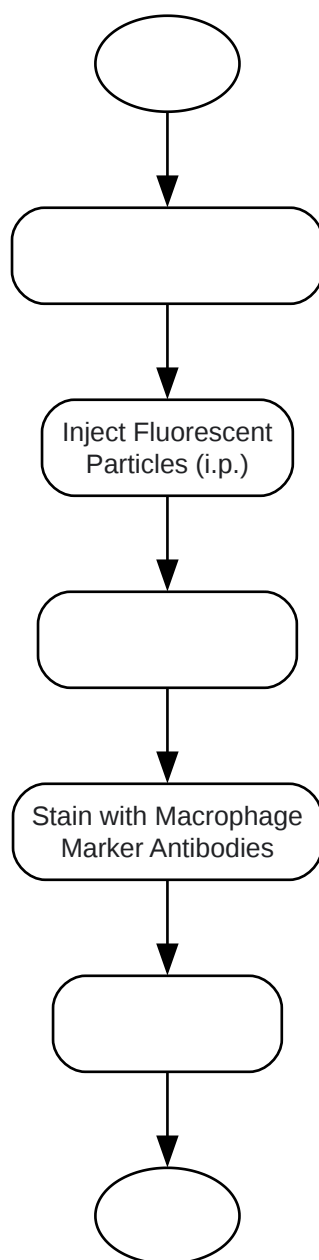 Inject Fluorescent
Particles (i.p.)
Stain with Macrophage
Marker Antibodies